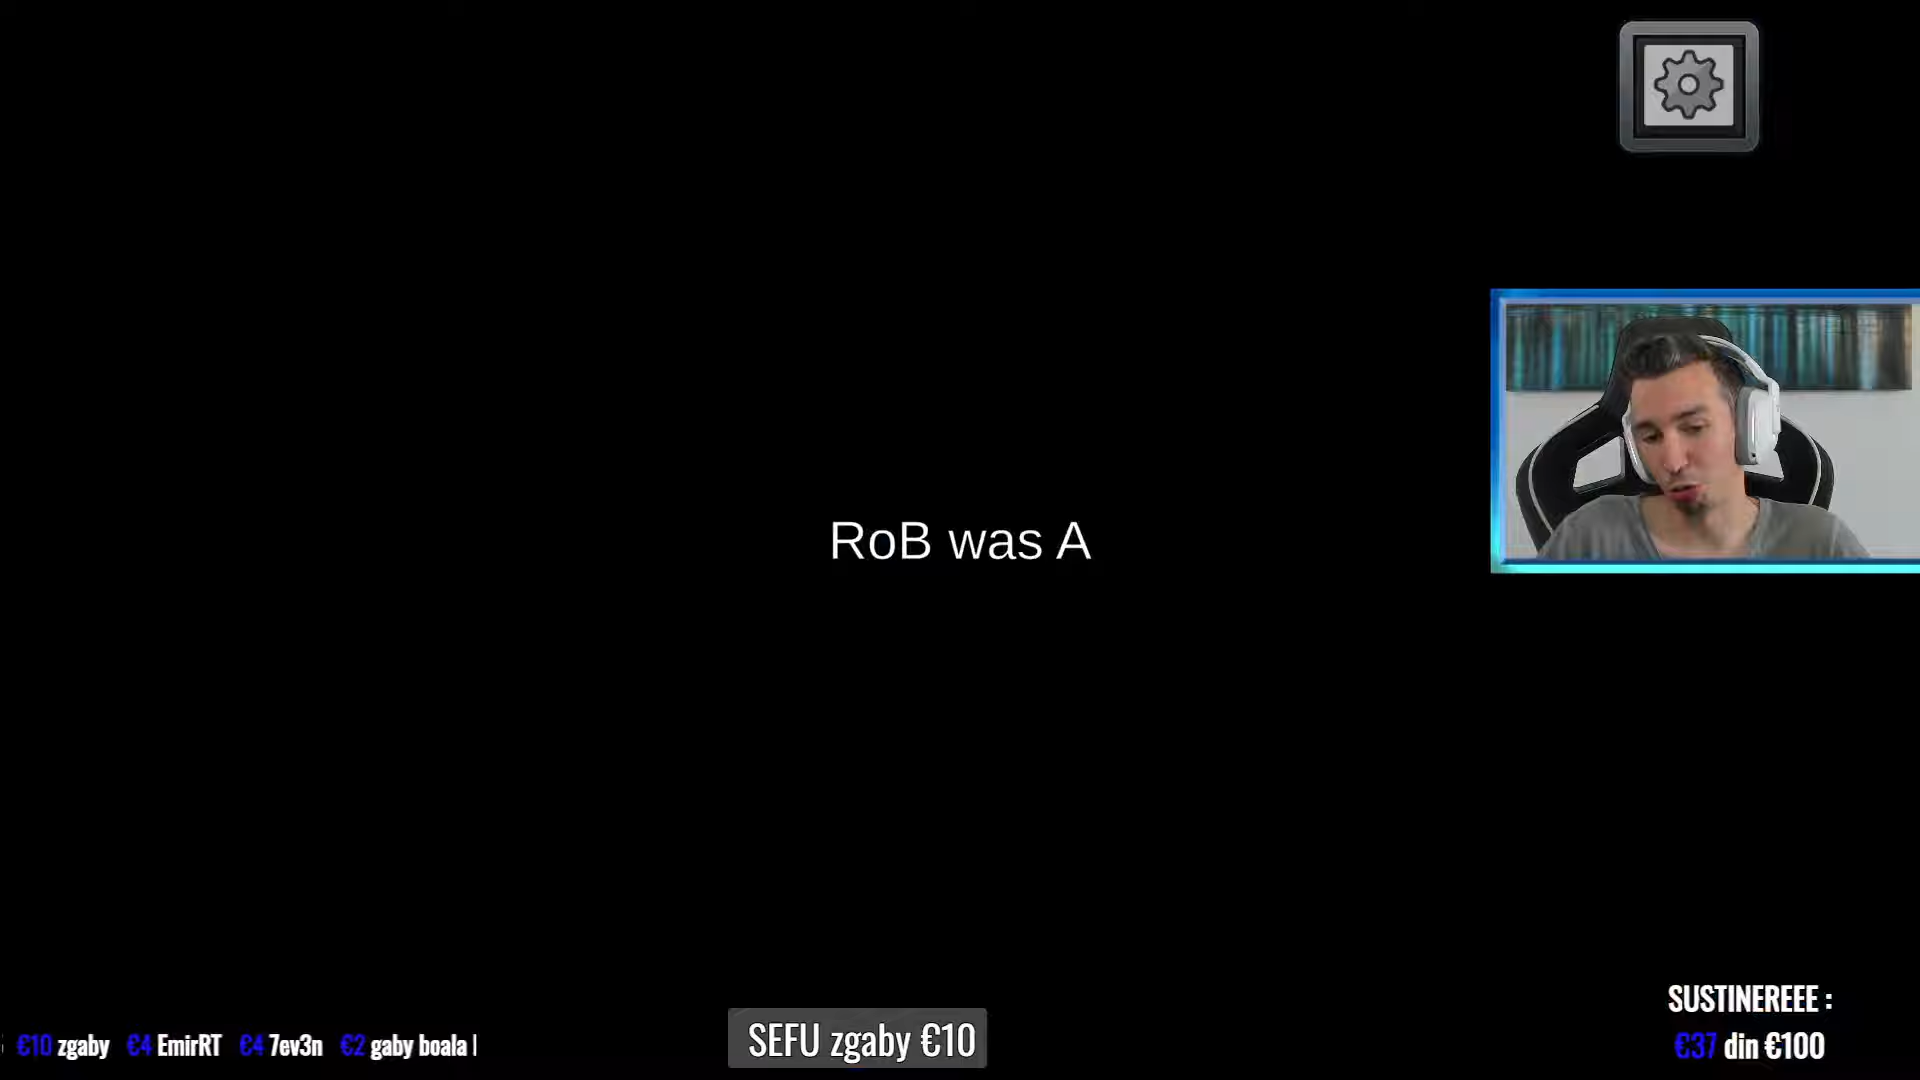 RoB was A
SUSTINEREEE :
€10 zgaby €4 EmirRT €4 7ev3n €2 gaby boala
SEFU zgaby €10
€37 din €100